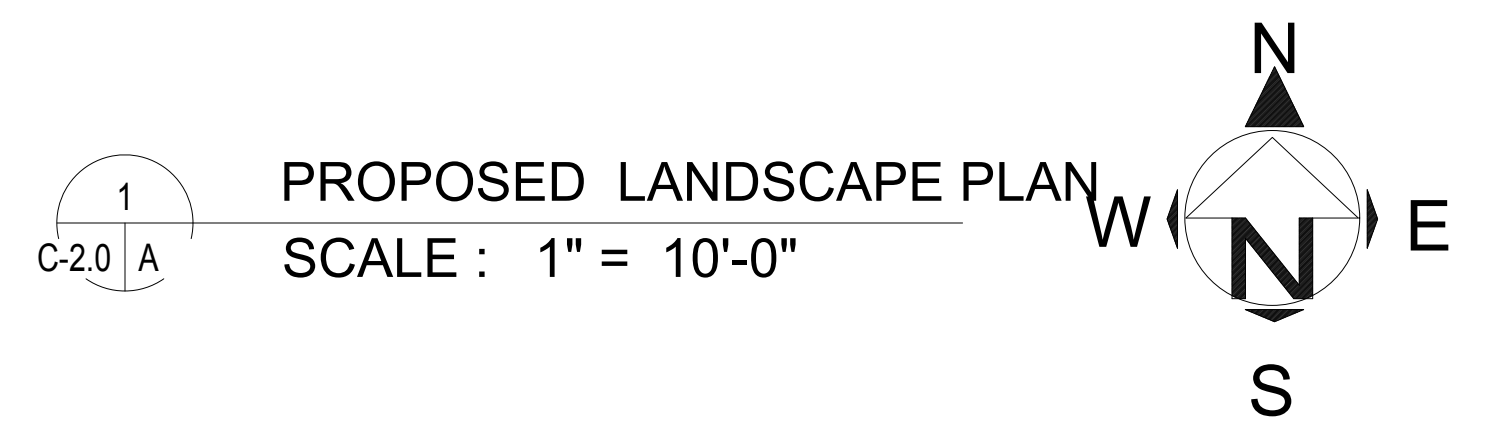 1
C-2.0 A
PROPOSED LANDSCAPE PLAN
SCALE : 1" = 10'-0"
N
W E
N
S